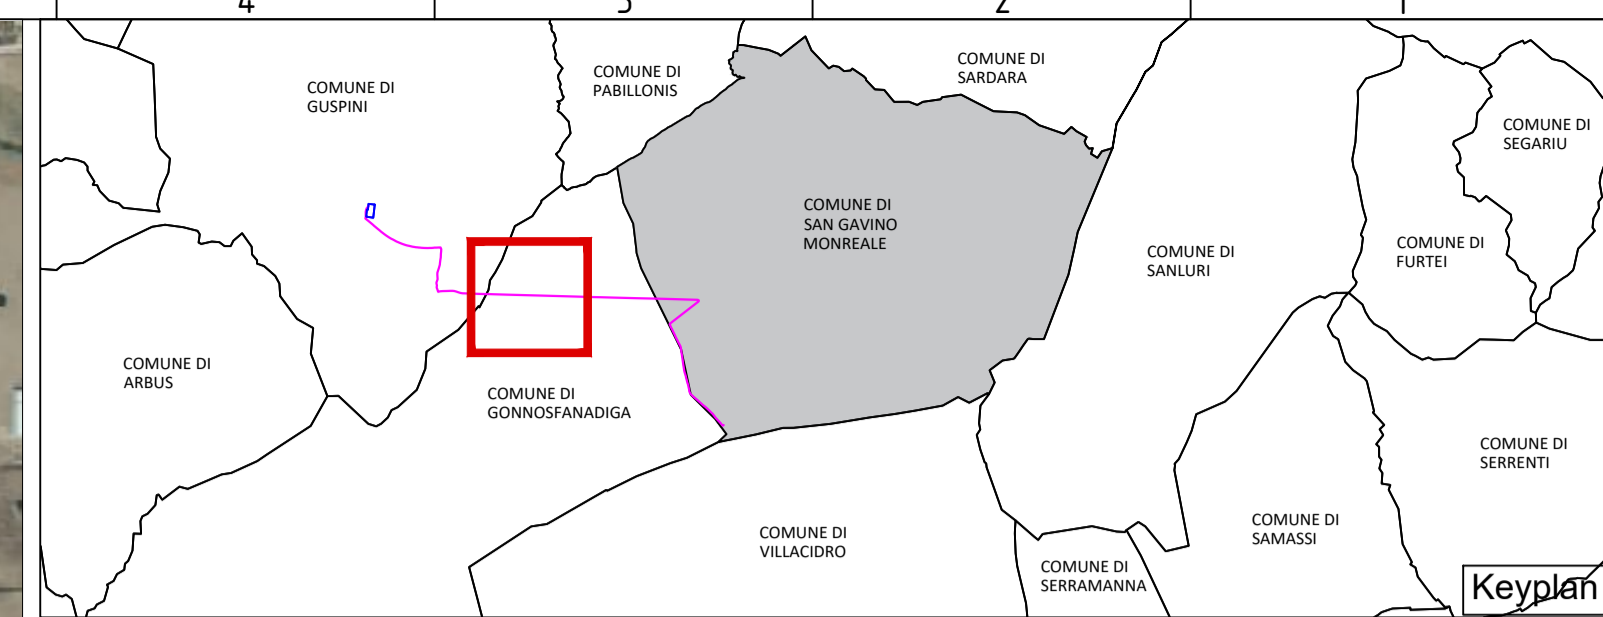 4 3 2 1
COMUNE DI
GUSPINI
COMUNE DI
PABILLONIS
COMUNE DI
SARDARA
COMUNE DI
SEGARIU
COMUNE DI
SAN GAVINO
MONREALE
COMUNE DI
SANLURI
COMUNE DI
FURTEI
COMUNE DI
ARBUS
COMUNE DI
GONNOSFANADIGA
COMUNE DI
SERRENTI
COMUNE DI
VILLACIDRO
COMUNE DI
SAMASSI
COMUNE DI
SERRAMANNA
Keyplan